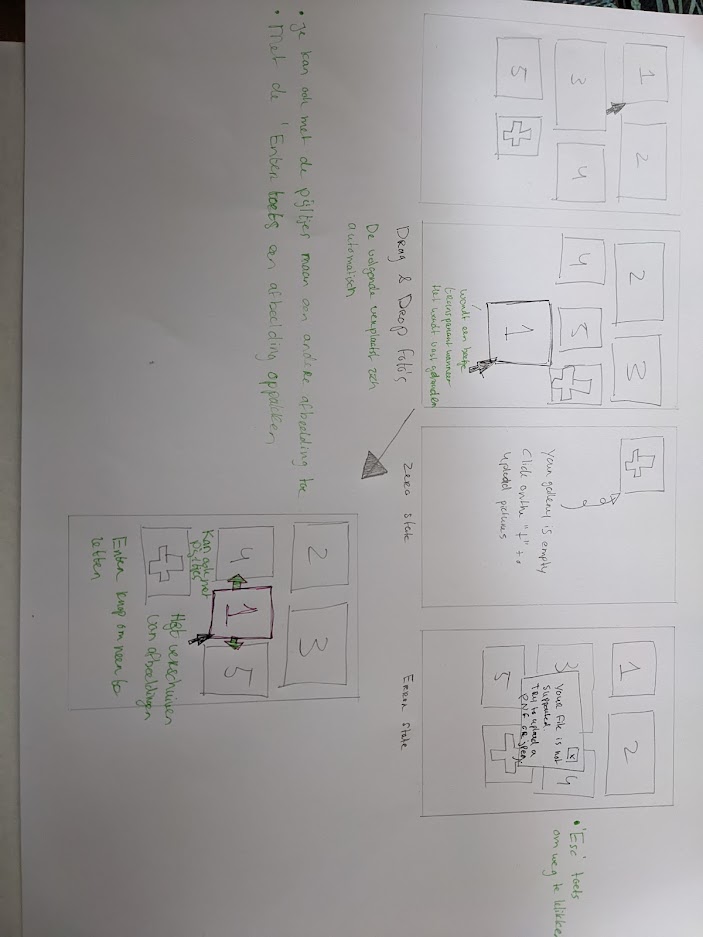 1
2
3
4
5
2
3
4
5
1
wordt een beetje
transparant wanneer
Het wordt vast gehouden
Drag & Drop foto's
De volgende verplaatst zich
automatisch
Your gallery is empty
Click on the "+" to
upload pictures
Zero state
1
2
3
4
x
Your file is not
supported.
Try to upload a
PNG or jpeg.
5
Error state
• 'Esc' toets
om weg te klikken
• je kan ook met de pijltjes naar een andere afbeelding toe
• Met de 'Enter toets een afbeelding oppakken
2
3
4
1
5
Kan ook met
pijltjes
Het verschuiven
van afbeeldingen
Enter knop om neer te
zetten